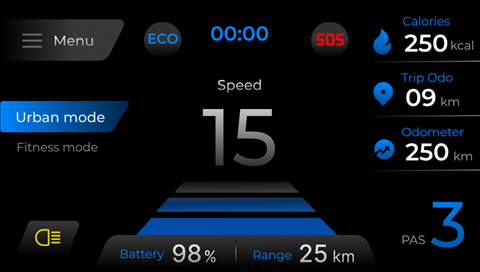 Menu
ECO
00:00
SOS
Calories
250 kcal
Speed
Trip Odo
09 km
15
Urban mode
Fitness mode
Odometer
250 km
PAS 3
Battery 98% Range 25 km